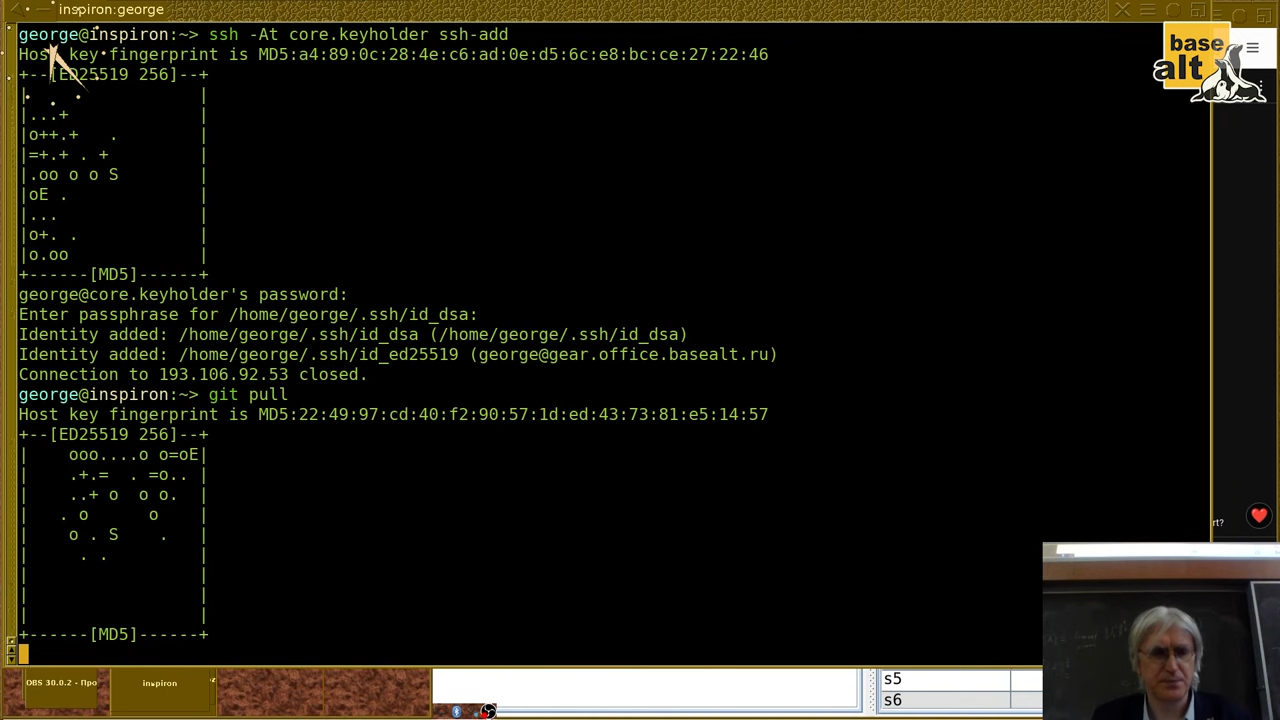 inspiron:george
george@inspiron:~> ssh -At core.keyholder ssh-add
Host key fingerprint is MD5:a4:89:0c:28:4e:c6:ad:0e:d5:6c:e8:bc:ce:27:22:46
+--[ED25519 256]--+
|. . . |
|...+ |
|o++.+ . |
|=+.+ . + |
|.oo o o S |
|oE . |
|... |
|o+. . |
|o.oo |
+------[MD5]------+
george@core.keyholder's password:
Enter passphrase for /home/george/.ssh/id_dsa:
Identity added: /home/george/.ssh/id_dsa (/home/george/.ssh/id_dsa)
Identity added: /home/george/.ssh/id_ed25519 (george@gear.office.basealt.ru)
Connection to 193.106.92.53 closed.
george@inspiron:~> git pull
Host key fingerprint is MD5:22:49:97:cd:40:f2:90:57:1d:ed:43:73:81:e5:14:57
+--[ED25519 256]--+
| ooo....o o=oE|
| .+.= . =o.. |
| ..+ o o o. |
| . o o |
| o . S . |
| . . |
| |
| |
| |
+------[MD5]------+
base
alt
rt?
OBS 30.0.2 - Про
inspiron
s5
s6